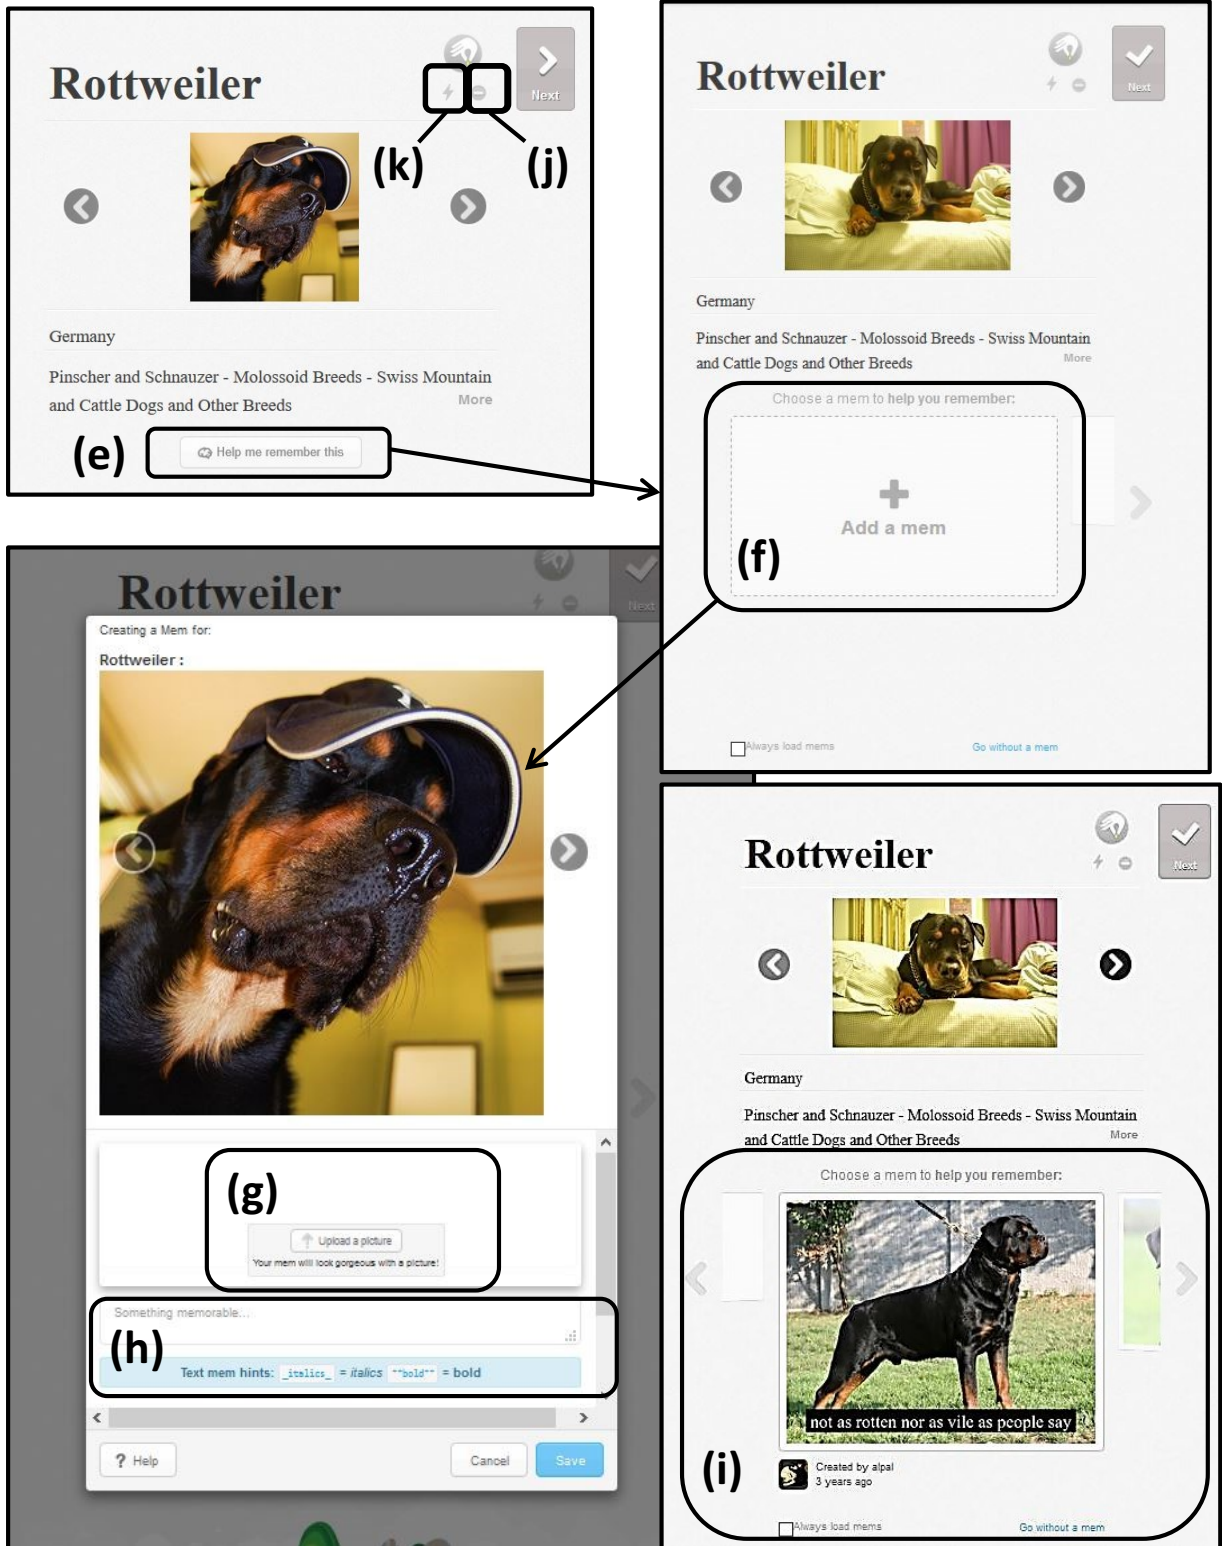 Rottweiler
Next
(k)
(j)
Germany
Pinscher and Schnauzer - Molossoid Breeds - Swiss Mountain
and Cattle Dogs and Other Breeds
More
(e)
Help me remember this
Rottweiler
Next
Germany
Pinscher and Schnauzer - Molossoid Breeds - Swiss Mountain
and Cattle Dogs and Other Breeds
More
Choose a mem to help you remember:
Add a mem
(f)
Always load mems
Go without a mem
Rottweiler
Next
Creating a Mem for:
Rottweiler :
(g)
Upload a picture
Your mem will look gorgeous with a picture!
Something memorable...
(h)
Text mem hints: _italics_ = italics **bold** = bold
? Help
Cancel
Save
Rottweiler
Next
Germany
Pinscher and Schnauzer - Molossoid Breeds - Swiss Mountain
and Cattle Dogs and Other Breeds
More
Choose a mem to help you remember:
not as rotten nor as vile as people say
(i)
Created by alpal
3 years ago
Always load mems
Go without a mem